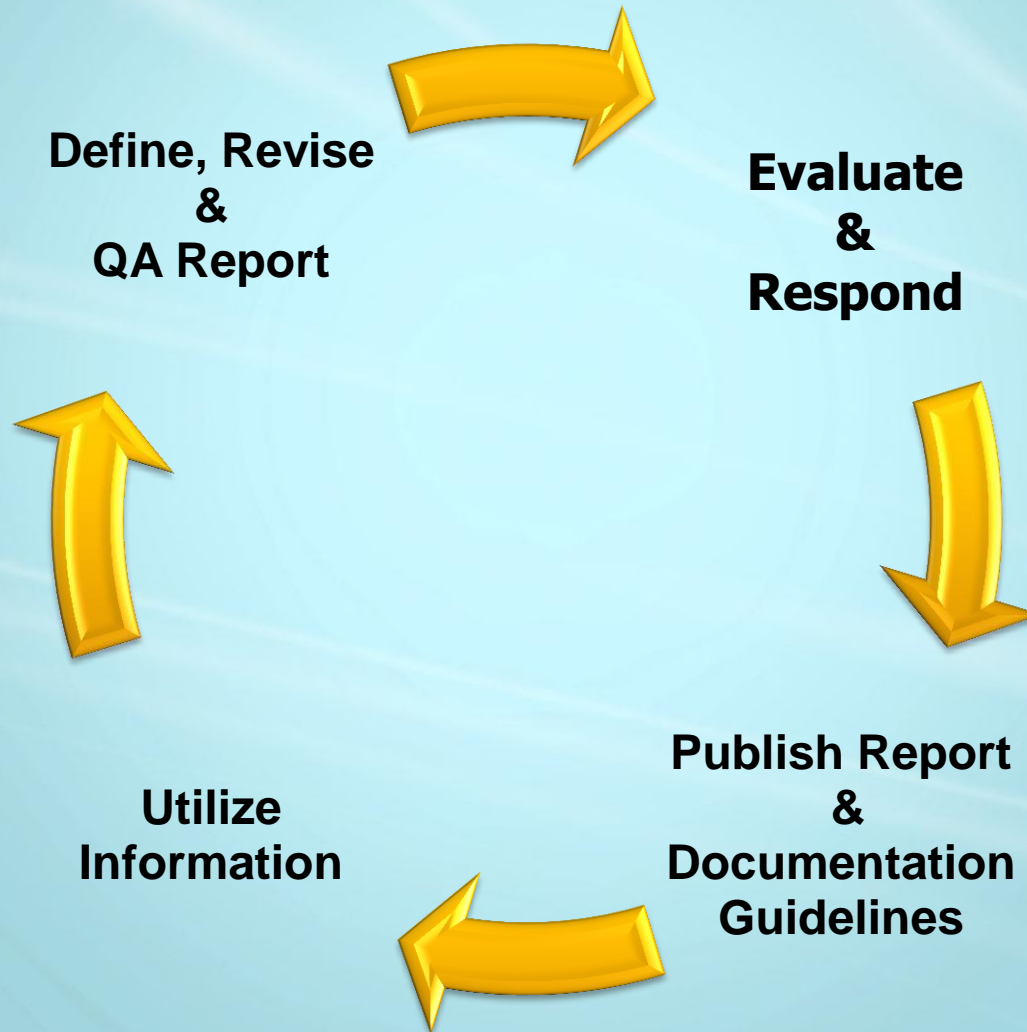 Define, Revise
&
QA Report
Evaluate
&
Respond
Publish Report
&
Documentation
Guidelines
Utilize
Information